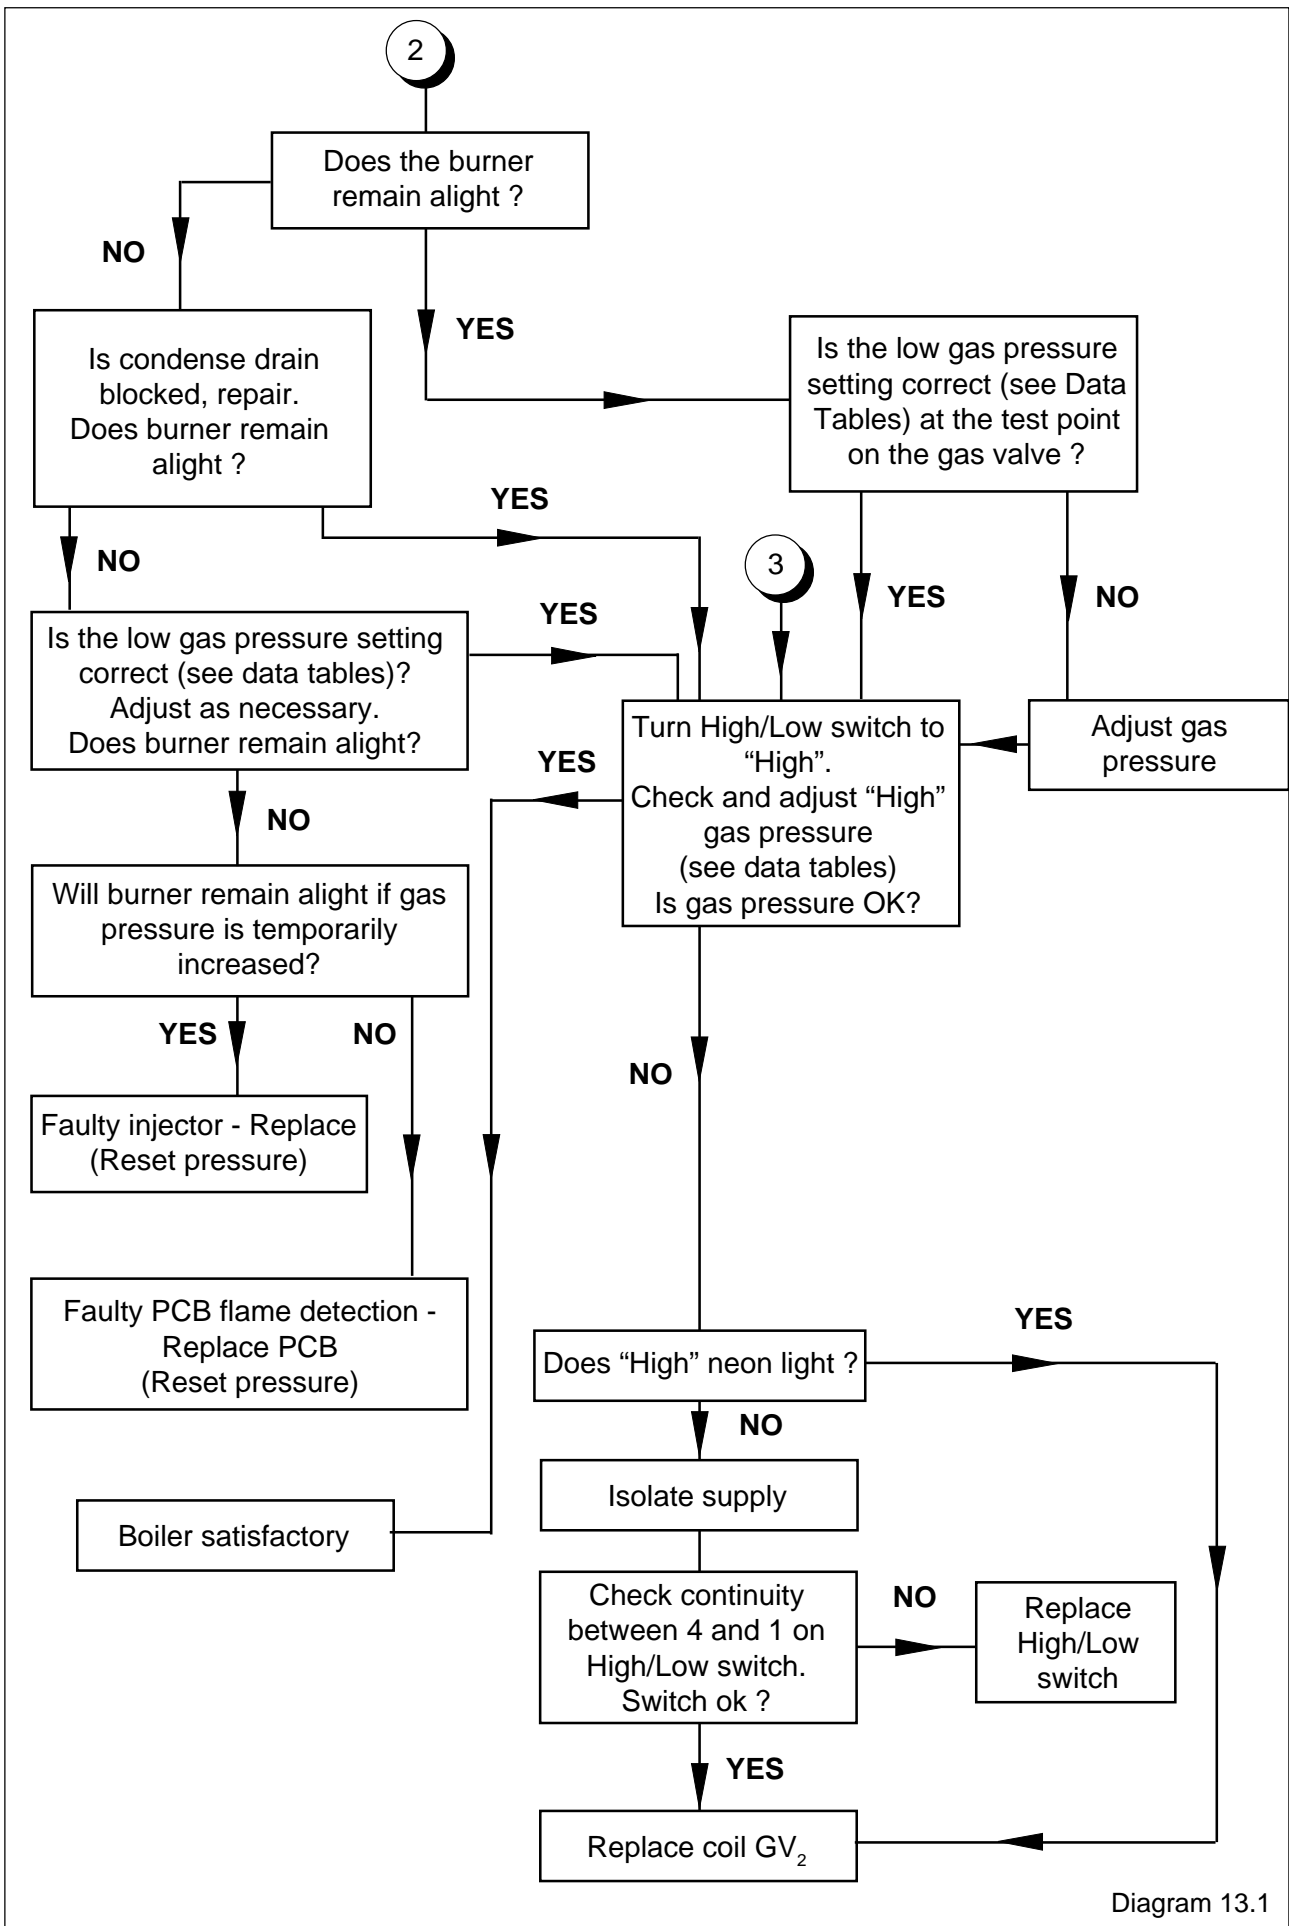 2
Does the burner
remain alight ?
NO
YES
Is condense drain
blocked, repair.
Does burner remain
alight ?
Is the low gas pressure
setting correct (see Data
Tables) at the test point
on the gas valve ?
YES
NO
3
YES
NO
Is the low gas pressure setting
correct (see data tables)?
Adjust as necessary.
Does burner remain alight?
YES
Turn High/Low switch to
“High”.
Check and adjust “High”
gas pressure
(see data tables)
Is gas pressure OK?
Adjust gas
pressure
YES
NO
Will burner remain alight if gas
pressure is temporarily
increased?
YES
NO
NO
Faulty injector - Replace
(Reset pressure)
Faulty PCB flame detection -
Replace PCB
(Reset pressure)
Does “High” neon light ?
YES
NO
Boiler satisfactory
Isolate supply
Check continuity
between 4 and 1 on
High/Low switch.
Switch ok ?
NO
Replace
High/Low
switch
YES
Replace coil GV2
Diagram 13.1